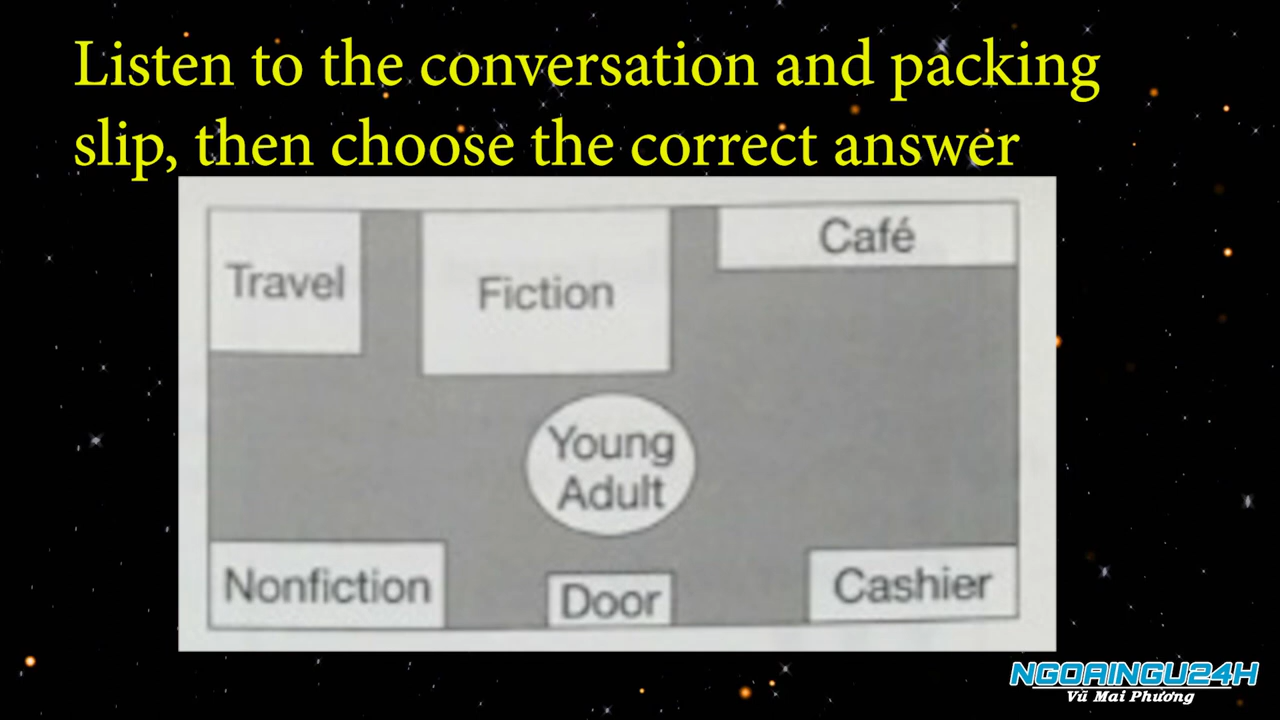 Listen to the conversation and packing
slip, then choose the correct answer
Travel
Fiction
Café
Young
Adult
Nonfiction
Door
Cashier
NGOAINGU24H
Vũ Mai Phương